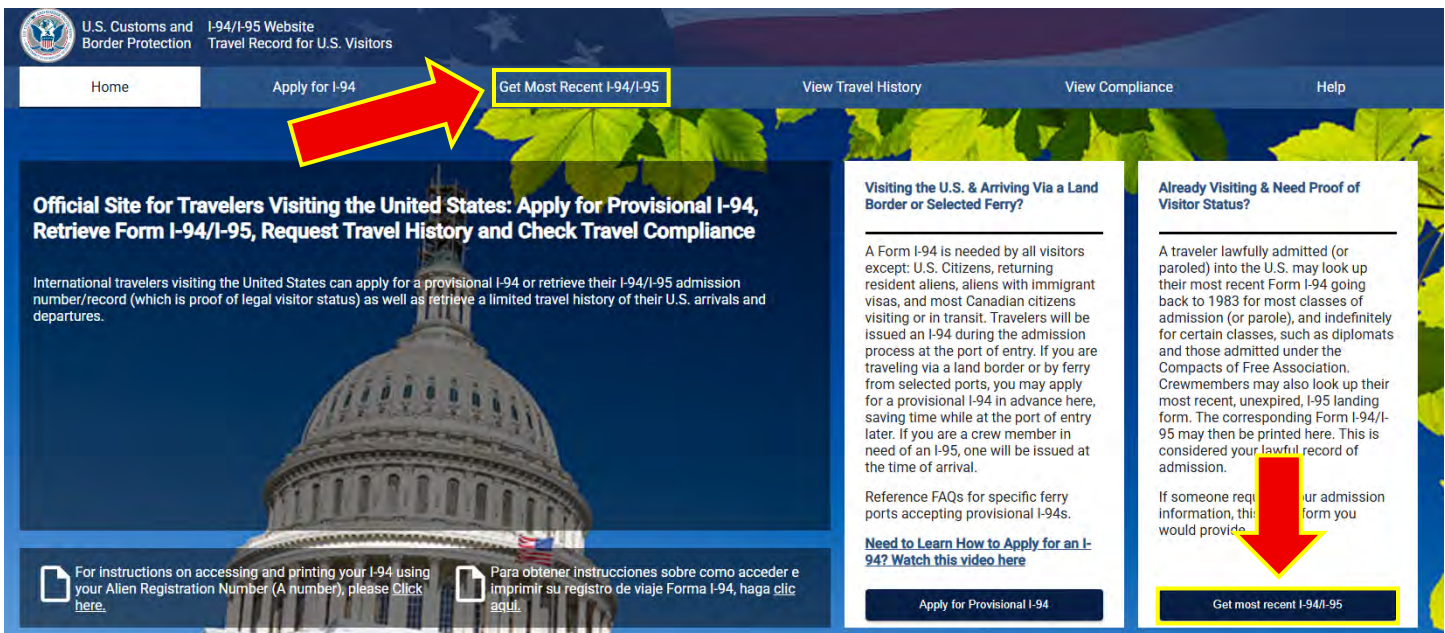 U.S. Customs and
Border Protection
I-94/I-95 Website
Travel Record for U.S. Visitors
Home
Apply for I-94
Get Most Recent I-94/I-95
View Travel History
View Compliance
Help
Official Site for Travelers Visiting the United States: Apply for Provisional I-94,
Retrieve Form I-94/I-95, Request Travel History and Check Travel Compliance
International travelers visiting the United States can apply for a provisional I-94 or retrieve their I-94/I-95 admission
number/record (which is proof of legal visitor status) as well as retrieve a limited travel history of their U.S. arrivals and
departures.
For instructions on accessing and printing your I-94 using
your Alien Registration Number (A number), please Click
here.
Para obtener instrucciones sobre como acceder e
imprimir su registro de viaje Forma I-94, haga clic
aqui.
Visiting the U.S. & Arriving Via a Land
Border or Selected Ferry?
A Form I-94 is needed by all visitors
except: U.S. Citizens, returning
resident aliens, aliens with immigrant
visas, and most Canadian citizens
visiting or in transit. Travelers will be
issued an I-94 during the admission
process at the port of entry. If you are
traveling via a land border or by ferry
from selected ports, you may apply
for a provisional I-94 in advance here,
saving time while at the port of entry
later. If you are a crew member in
need of an I-95, one will be issued at
the time of arrival.
Reference FAQs for specific ferry
ports accepting provisional I-94s.
Need to Learn How to Apply for an I-
94? Watch this video here
Apply for Provisional I-94
Already Visiting & Need Proof of
Visitor Status?
A traveler lawfully admitted (or
paroled) into the U.S. may look up
their most recent Form I-94 going
back to 1983 for most classes of
admission (or parole), and indefinitely
for certain classes, such as diplomats
and those admitted under the
Compacts of Free Association.
Crewmembers may also look up their
most recent, unexpired, I-95 landing
form. The corresponding Form I-94/I-
95 may then be printed here. This is
considered your lawful record of
admission.
If someone admission
information, form you
would provide
Get most recent I-94/I-95